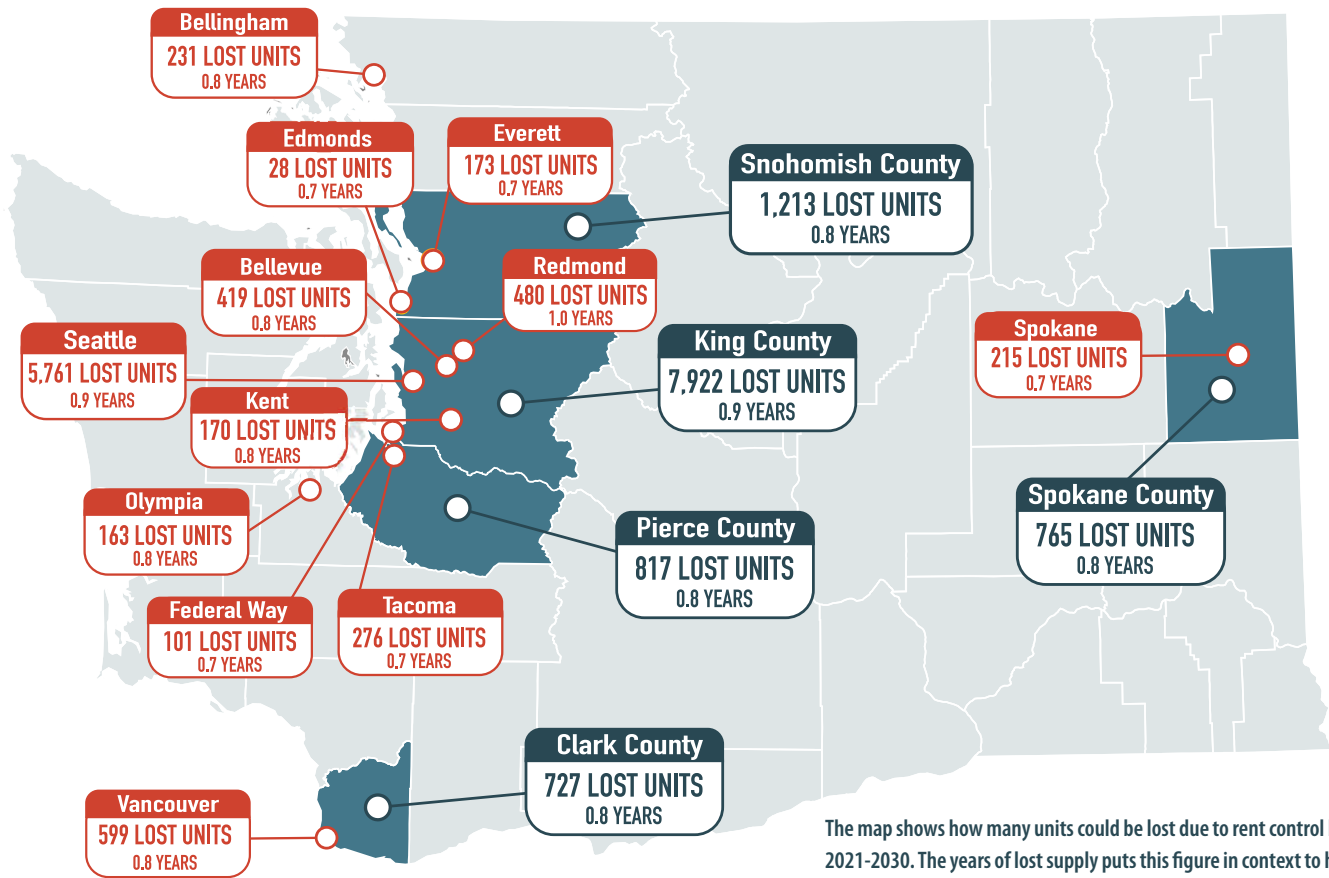 Bellingham
231 LOST UNITS
0.8 YEARS
Edmonds
28 LOST UNITS
0.7 YEARS
Everett
173 LOST UNITS
0.7 YEARS
Snohomish County
1,213 LOST UNITS
0.8 YEARS
Bellevue
419 LOST UNITS
0.8 YEARS
Redmond
480 LOST UNITS
1.0 YEARS
Seattle
5,761 LOST UNITS
0.9 YEARS
King County
7,922 LOST UNITS
0.9 YEARS
Spokane
215 LOST UNITS
0.7 YEARS
Kent
170 LOST UNITS
0.8 YEARS
Olympia
163 LOST UNITS
0.8 YEARS
Pierce County
817 LOST UNITS
0.8 YEARS
Spokane County
765 LOST UNITS
0.8 YEARS
Federal Way
101 LOST UNITS
0.7 YEARS
Tacoma
276 LOST UNITS
0.7 YEARS
Clark County
727 LOST UNITS
0.8 YEARS
Vancouver
599 LOST UNITS
0.8 YEARS
The map shows how many units could be lost due to rent control
2021-2030. The years of lost supply puts this figure in context to